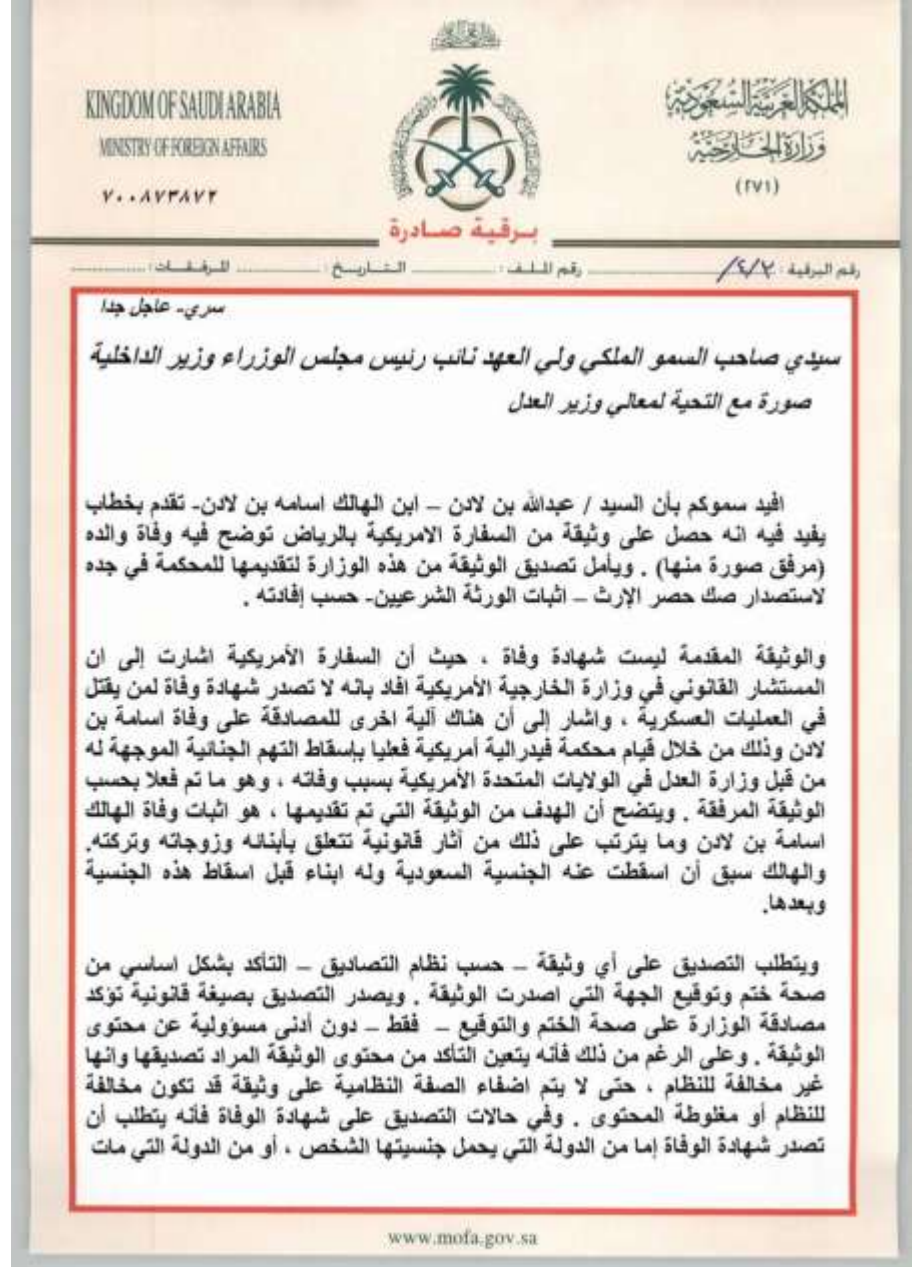 KINGDOM OF SAUDI ARABIA
MINISTRY OF FOREIGN AFFAIRS
٧٠٠٨٧٣٨٧٢
المملكة العربية السعودية
وزارة الخارجية
(٢٧١)
برقية صادرة
رقم البرقية : /٤/٢ رقم الملف : التاريخ : المرفقات :
سري- عاجل جدا
سيدي صاحب السمو الملكي ولي العهد نائب رئيس مجلس الوزراء وزير الداخلية
صورة مع التحية لمعالي وزير العدل
افيد سموكم بأن السيد / عبدالله بن لادن – ابن الهالك اسامه بن لادن- تقدم بخطاب
يفيد فيه انه حصل على وثيقة من السفارة الامريكية بالرياض توضح فيه وفاة والده
(مرفق صورة منها) . ويأمل تصديق الوثيقة من هذه الوزارة لتقديمها للمحكمة في جده
لاستصدار صك حصر الإرث – اثبات الورثة الشرعيين- حسب إفادته .
والوثيقة المقدمة ليست شهادة وفاة ، حيث أن السفارة الأمريكية اشارت إلى ان
المستشار القانوني في وزارة الخارجية الأمريكية افاد بانه لا تصدر شهادة وفاة لمن يقتل
في العمليات العسكرية ، واشار إلى أن هناك آلية اخرى للمصادقة على وفاة اسامة بن
لادن وذلك من خلال قيام محكمة فيدرالية أمريكية فعليا بإسقاط التهم الجنائية الموجهة له
من قبل وزارة العدل في الولايات المتحدة الأمريكية بسبب وفاته ، وهو ما تم فعلا بحسب
الوثيقة المرفقة . ويتضح أن الهدف من الوثيقة التي تم تقديمها ، هو اثبات وفاة الهالك
اسامة بن لادن وما يترتب على ذلك من آثار قانونية تتعلق بأبنائه وزوجاته وتركته.
والهالك سبق أن اسقطت عنه الجنسية السعودية وله ابناء قبل اسقاط هذه الجنسية
وبعدها.
ويتطلب التصديق على أي وثيقة – حسب نظام التصاديق – التأكد بشكل اساسي من
صحة ختم وتوقيع الجهة التي اصدرت الوثيقة . ويصدر التصديق بصيغة قانونية تؤكد
مصادقة الوزارة على صحة الختم والتوقيع – فقط – دون أدنى مسؤولية عن محتوى
الوثيقة . وعلى الرغم من ذلك فأنه يتعين التأكد من محتوى الوثيقة المراد تصديقها وانها
غير مخالفة للنظام ، حتى لا يتم اضفاء الصفة النظامية على وثيقة قد تكون مخالفة
للنظام أو مغلوطة المحتوى . وفي حالات التصديق على شهادة الوفاة فأنه يتطلب أن
تصدر شهادة الوفاة إما من الدولة التي يحمل جنسيتها الشخص ، أو من الدولة التي مات
www.mofa.gov.sa